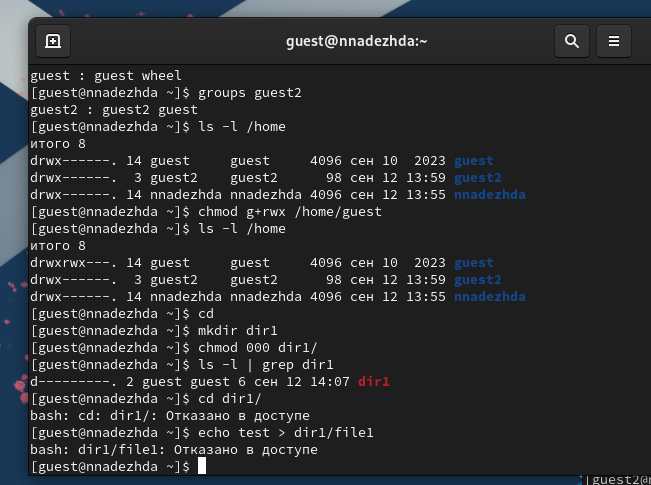 guest@nnadezhda:~
guest : guest wheel
[guest@nnadezhda ~]$ groups guest2
guest2 : guest2 guest
[guest@nnadezhda ~]$ ls -l /home
итого 8
drwx------. 14 guest     guest     4096 сен 10  2023 guest
drwx------.  3 guest2    guest2      98 сен 12 13:59 guest2
drwx------. 14 nnadezhda nnadezhda 4096 сен 12 13:55 nnadezhda
[guest@nnadezhda ~]$ chmod g+rwx /home/guest
[guest@nnadezhda ~]$ ls -l /home
итого 8
drwxrwx---. 14 guest     guest     4096 сен 10  2023 guest
drwx------.  3 guest2    guest2      98 сен 12 13:59 guest2
drwx------. 14 nnadezhda nnadezhda 4096 сен 12 13:55 nnadezhda
[guest@nnadezhda ~]$ cd
[guest@nnadezhda ~]$ mkdir dir1
[guest@nnadezhda ~]$ chmod 000 dir1/
[guest@nnadezhda ~]$ ls -l | grep dir1
d---------. 2 guest guest 6 сен 12 14:07 dir1
[guest@nnadezhda ~]$ cd dir1/
bash: cd: dir1/: Отказано в доступе
[guest@nnadezhda ~]$ echo test > dir1/file1
bash: dir1/file1: Отказано в доступе
[guest@nnadezhda ~]$
[guest2@